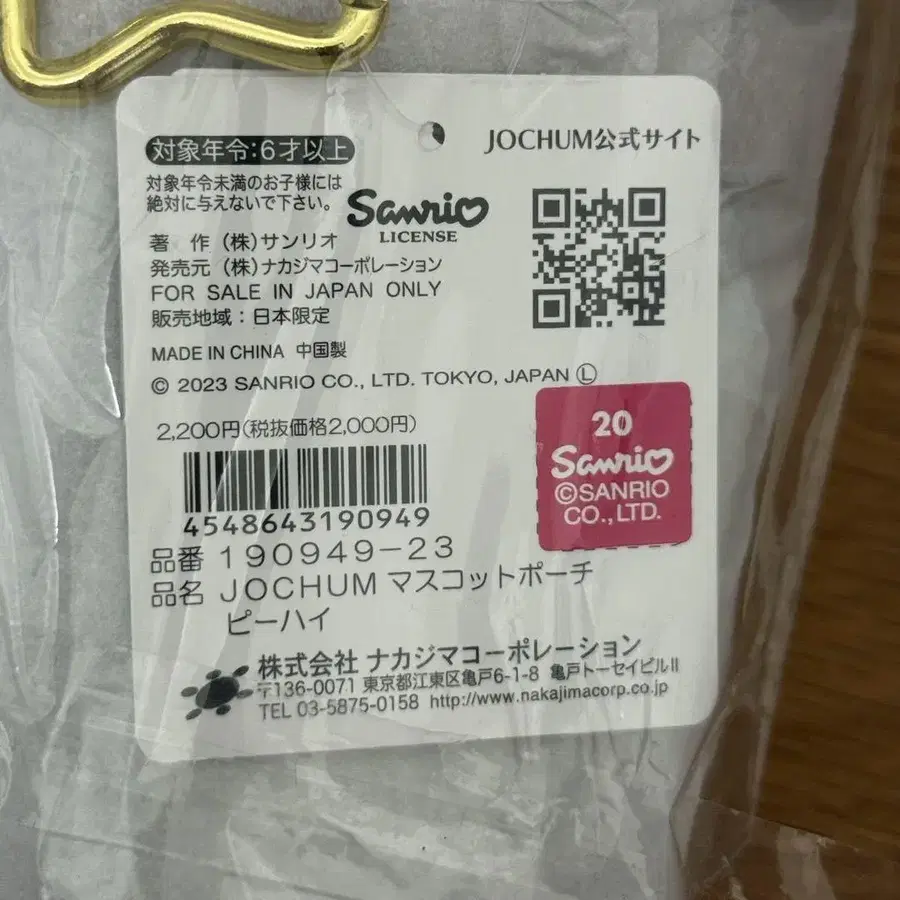 対象年令:6才以上
対象年令未満のお子様には
絶対に与えないで下さい。
JOCHUM公式サイト
Sanrio
LICENSE
著 作 (株)サンリオ
発売元 (株)ナカジマコーポレーション
FOR SALE IN JAPAN ONLY
販売地域:日本限定
MADE IN CHINA 中国製
© 2023 SANRIO CO., LTD. TOKYO, JAPAN Ⓛ
2,200円(税抜価格2,000円)
4548643190949
20
Sanrio
©SANRIO
CO.,LTD.
品番 190949-23
品名 JOCHUM マスコットポーチ
ピーハイ
株式会社 ナカジマコーポレーション
〒136-0071 東京都江東区亀戸6-1-8 亀戸トーセイビルⅡ
TEL 03-5875-0158 http://www.nakajimacorp.co.jp